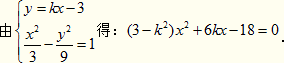 由{y=kx-3
x²/3 - y²/9 =1 得：(3-k²)x²+6kx-18=0.